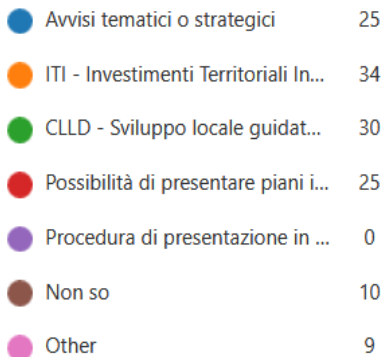 Avvisi tematici o strategici 25
ITI - Investimenti Territoriali In... 34
CLLD - Sviluppo locale guidat... 30
Possibilità di presentare piani i... 25
Procedura di presentazione in ... 0
Non so 10
Other 9